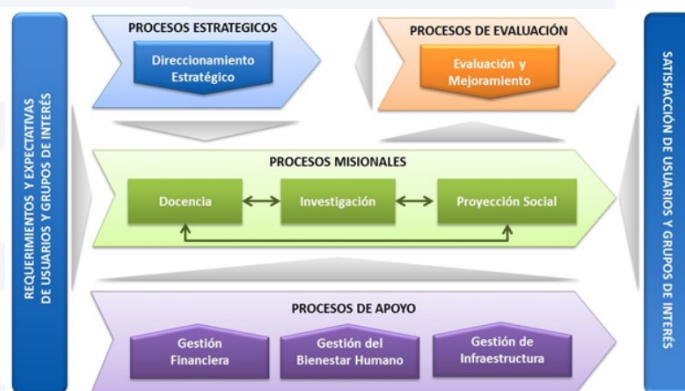 REQUERIMIENTOS Y EXPECTATIVAS
DE USUARIOS Y GRUPOS DE INTERÉS
PROCESOS ESTRATEGICOS
Direccionamiento
Estratégico
PROCESOS DE EVALUACIÓN
Evaluación y
Mejoramiento
PROCESOS MISIONALES
Docencia
Investigación
Proyección Social
PROCESOS DE APOYO
Gestión
Financiera
Gestión del
Bienestar Humano
Gestión de
Infraestructura
SATISFACCIÓN DE USUARIOS Y GRUPOS DE INTERÉS